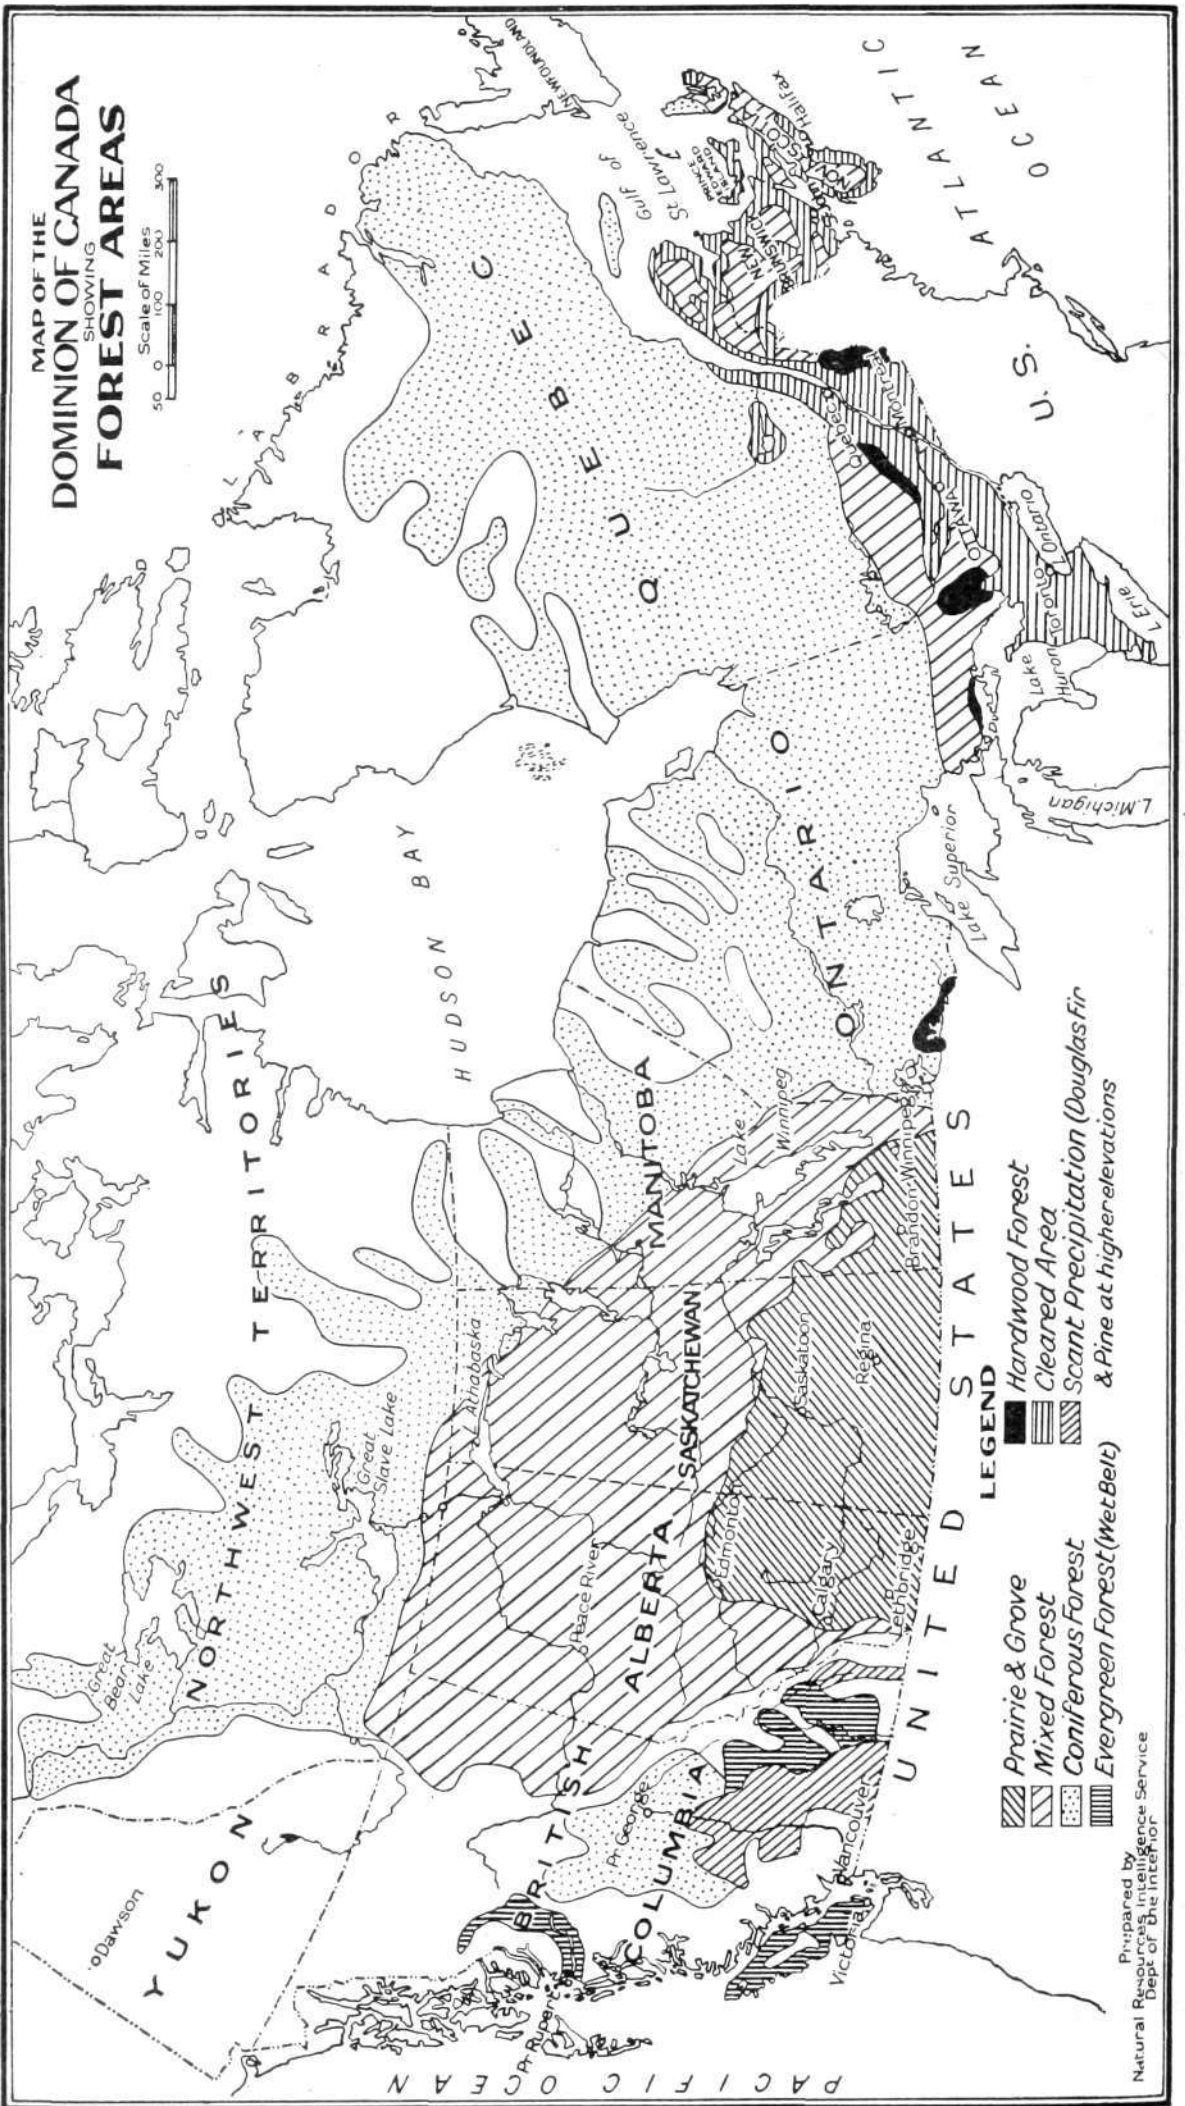 MAP OF THE
DOMINION OF CANADA
SHOWING
FOREST AREAS
Scale of Miles
50 0 100 200 300
YUKON
Dawson
NORTHWEST TERRITORIES
Great
Bear
Lake
Great
Slave Lake
L. Athabaska
HUDSON BAY
LABRADOR
NEWFOUNDLAND
QUEBEC
Gulf of
St Lawrence
PRINCE
EDWARD
ISLAND
NOVA SCOTIA
Halifax
St John
NEW
BRUNSWICK
ATLANTIC
OCEAN
PACIFIC OCEAN
BRITISH
COLUMBIA
Pr Rupert
Pr George
Victoria
Vancouver
ALBERTA
Peace River
Edmonton
Calgary
Lethbridge
SASKATCHEWAN
Saskatoon
Regina
MANITOBA
Lake
Winnipeg
Brandon
Winnipeg
ONTARIO
Lake Superior
L. Michigan
Lake
Huron
Toronto
L. Ontario
L. Erie
OTTAWA
Montreal
Quebec
U.S.
UNITED STATES
LEGEND
Prairie & Grove
Mixed Forest
Coniferous Forest
Evergreen Forest (Wet Belt)
Hardwood Forest
Cleared Area
Scant Precipitation (Douglas Fir
& Pine at higher elevations
Prepared by
Natural Resources Intelligence Service
Dept of the Interior